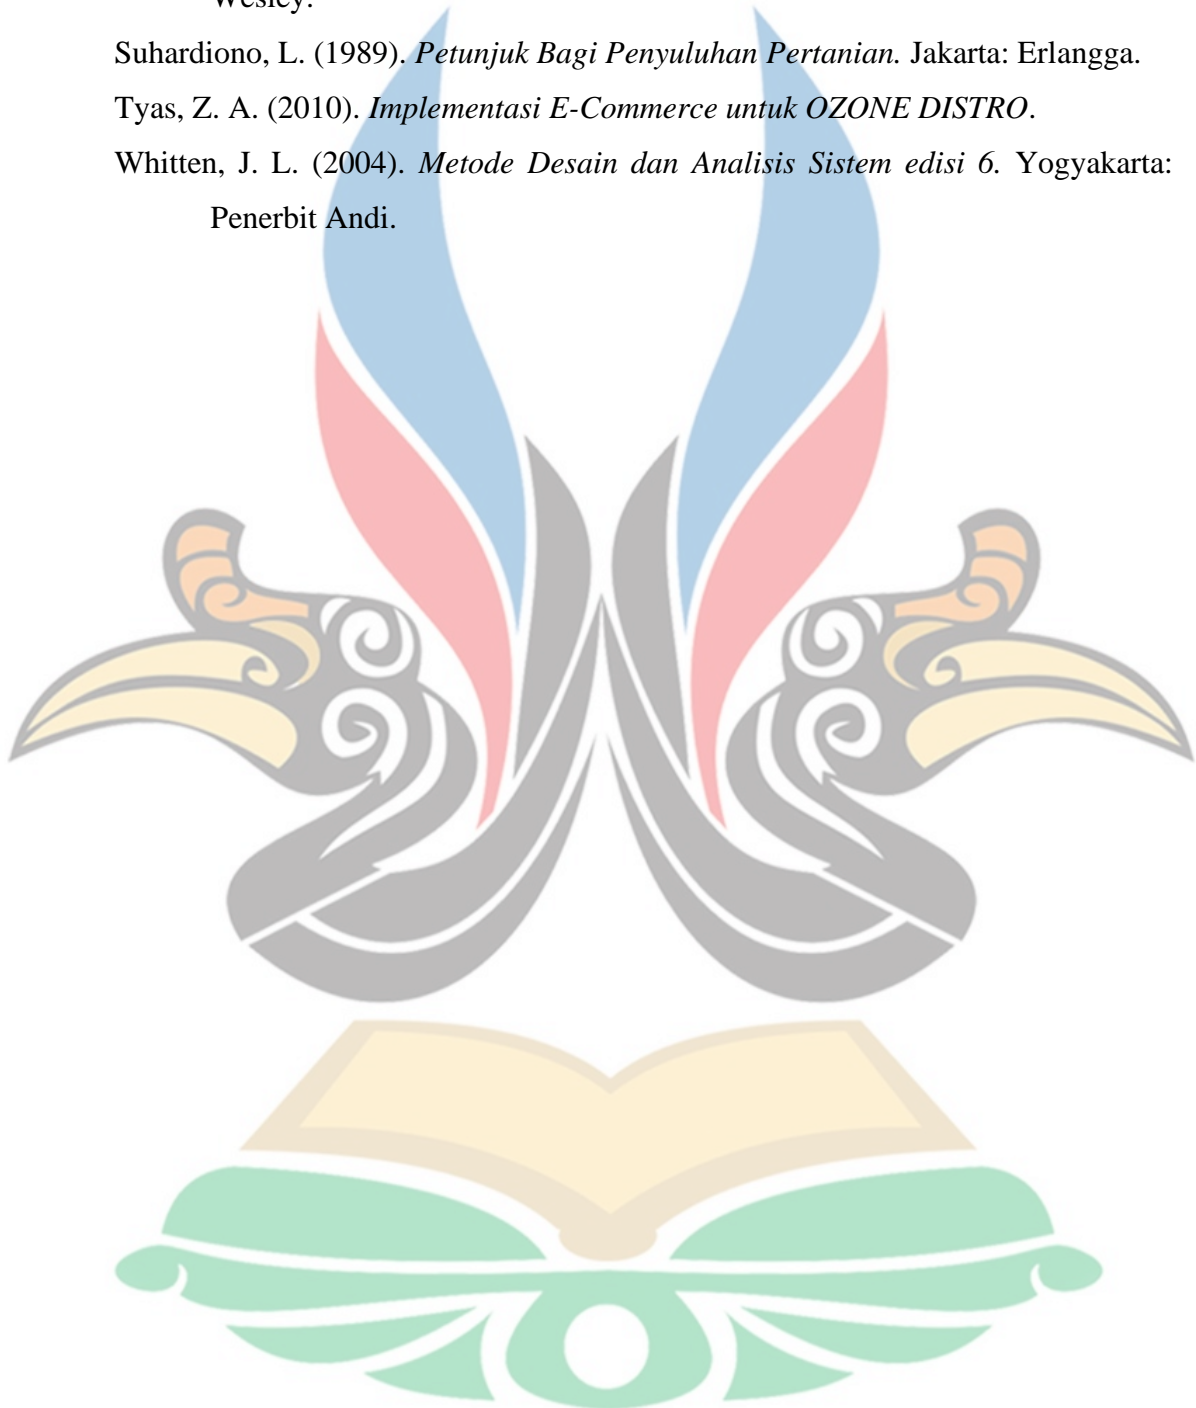 Wesley.
Suhardiono, L. (1989). Petunjuk Bagi Penyuluhan Pertanian. Jakarta: Erlangga.
Tyas, Z. A. (2010). Implementasi E-Commerce untuk OZONE DISTRO.
Whitten, J. L. (2004). Metode Desain dan Analisis Sistem edisi 6. Yogyakarta:
Penerbit Andi.